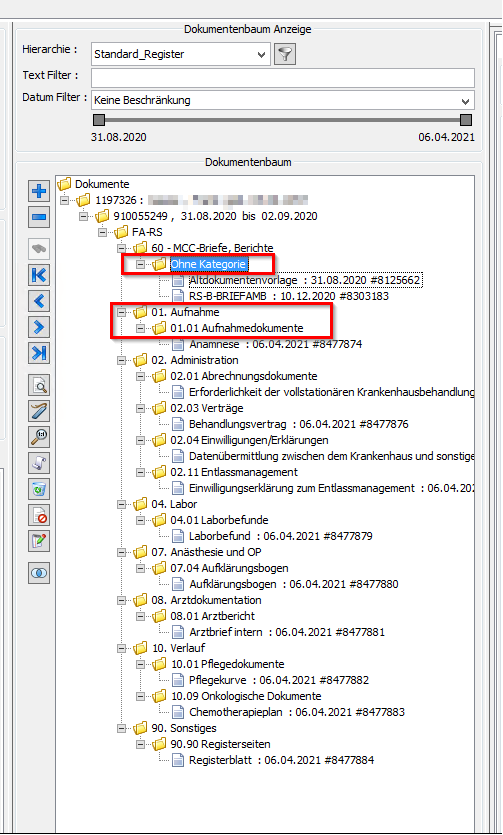 Dokumentenbaum Anzeige
Hierarchie : Standard_Register
Text Filter :
Datum Filter : Keine Beschränkung
31.08.2020 06.04.2021
Dokumentenbaum
Dokumente
1197326 :
910055249 , 31.08.2020 bis 02.09.2020
FA-RS
60 - MCC-Briefe, Berichte
Ohne Kategorie
Altdokumentenvorlage : 31.08.2020 #8125662
RS-B-BRIEFAMB : 10.12.2020 #8303183
01. Aufnahme
01.01 Aufnahmedokumente
Anamnese : 06.04.2021 #8477874
02. Administration
02.01 Abrechnungsdokumente
Erforderlichkeit der vollstationären Krankenhausbehandlung
02.03 Verträge
Behandlungsvertrag : 06.04.2021 #8477876
02.04 Einwilligungen/Erklärungen
Datenübermittlung zwischen dem Krankenhaus und sonstige
02.11 Entlassmanagement
Einwilligungserklärung zum Entlassmanagement : 06.04.202
04. Labor
04.01 Laborbefunde
Laborbefund : 06.04.2021 #8477879
07. Anästhesie und OP
07.04 Aufklärungsbogen
Aufklärungsbogen : 06.04.2021 #8477880
08. Arztdokumentation
08.01 Arztbericht
Arztbrief intern : 06.04.2021 #8477881
10. Verlauf
10.01 Pflegedokumente
Pflegekurve : 06.04.2021 #8477882
10.09 Onkologische Dokumente
Chemotherapieplan : 06.04.2021 #8477883
90. Sonstiges
90.90 Registerseiten
Registerblatt : 06.04.2021 #8477884